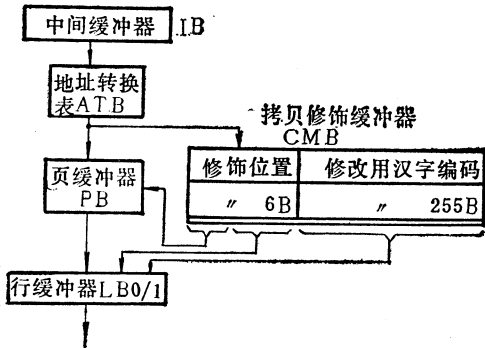 中间缓冲器 IB
地址转换
表ATB
拷贝修饰缓冲器
CMB
修饰位置 修改用汉字编码
〃 6B 〃 255B
页缓冲器
PB
行缓冲器LB0/1